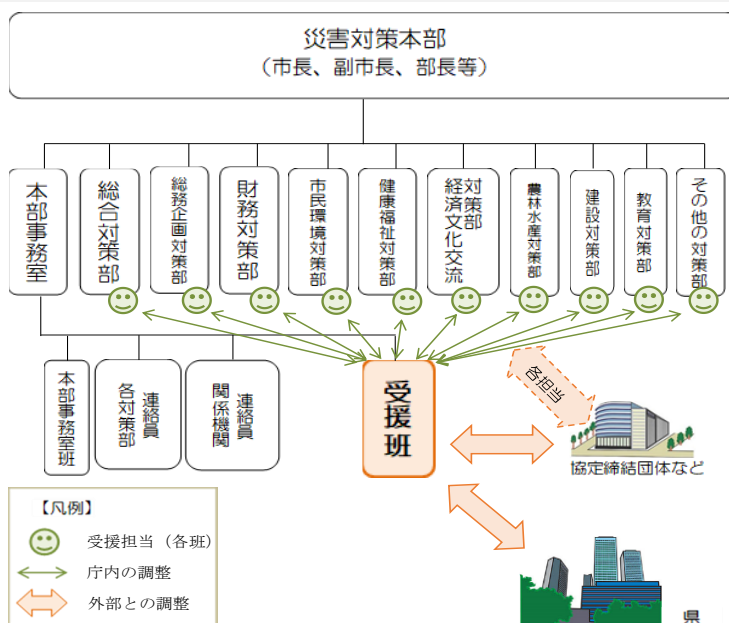 災害対策本部
（市長、副市長、部長等）
本部事務室
総合対策部
総務企画対策部
財務対策部
市民環境対策部
健康福祉対策部
経済文化交流
対策部
農林水産対策部
建設対策部
教育対策部
その他の対策部
本部事務室班
各対策部
連絡員
関係機関
連絡員
受援班
各担当
協定締結団体など
【凡例】
受援担当（各班）
庁内の調整
外部との調整
県